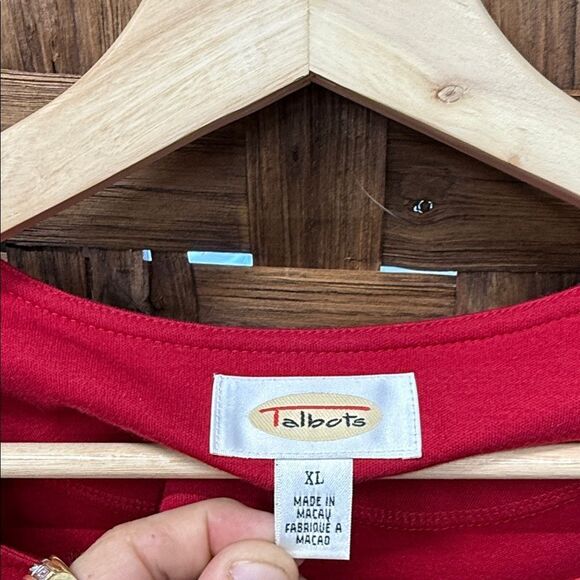 Talbots
XL
MADE IN
MACAU
FABRIQUE A
MACAO